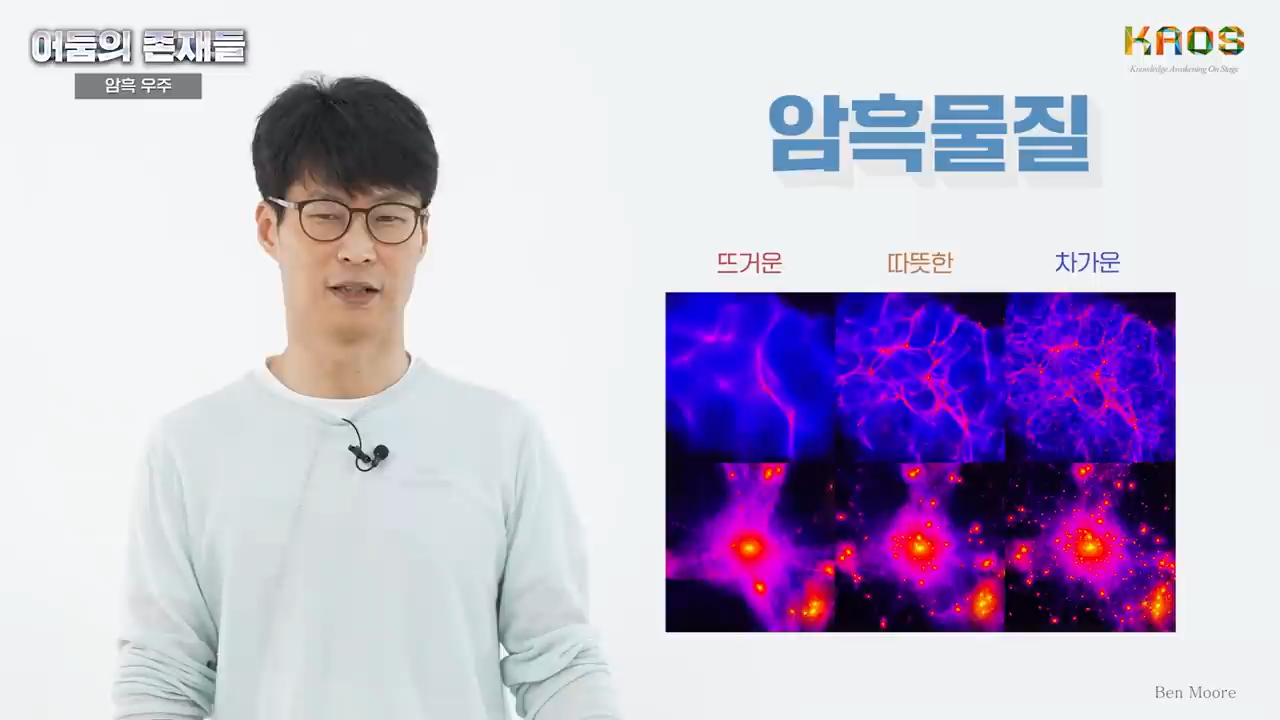 어둠의 존재들
암흑 우주
KAOS
Knowledge Awakening On Stage
암흑물질
뜨거운 따뜻한 차가운
Ben Moore